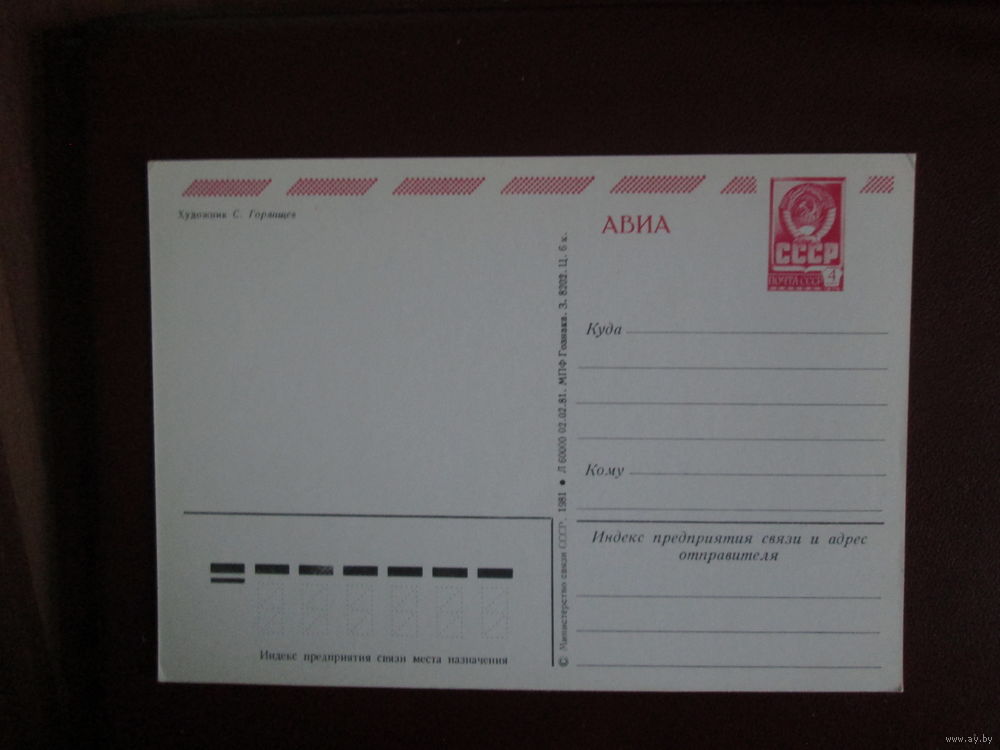 Художник С. Горлищев
АВИА
СССР
ПОЧТА СССР
4
Куда
Кому
Индекс предприятия связи и адрес
отправителя
© Министерство связи СССР. 1981 ● Л 60000 02.02.81. МПФ Гознака. З. 8202. Ц. 6 к.
Индекс предприятия связи места назначения
www.ay.by